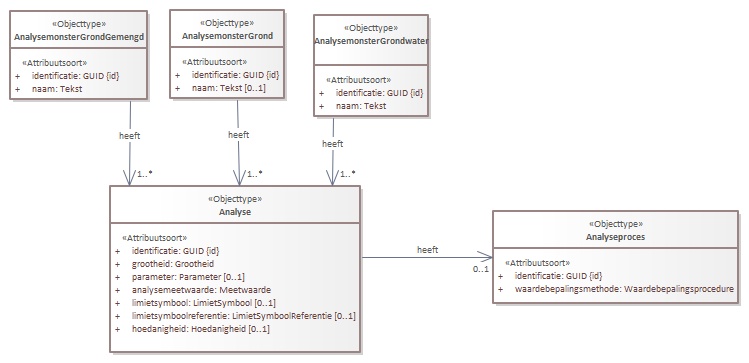 «Objecttype»
AnalysemonsterGrondGemengd
«Attribuutsoort»
+ identificatie: GUID {id}
+ naam: Tekst
«Objecttype»
AnalysemonsterGrond
«Attribuutsoort»
+ identificatie: GUID {id}
+ naam: Tekst [0..1]
«Objecttype»
AnalysemonsterGrondwater
«Attribuutsoort»
+ identificatie: GUID {id}
+ naam: Tekst
heeft
heeft
heeft
1..*
1..*
1..*
«Objecttype»
Analyse
«Attribuutsoort»
+ identificatie: GUID {id}
+ grootheid: Grootheid
+ parameter: Parameter [0..1]
+ analysemeetwaarde: Meetwaarde
+ limietsymbool: LimietSymbool [0..1]
+ limietsymboolreferentie: LimietSymboolReferentie [0..1]
+ hoedanigheid: Hoedanigheid [0..1]
heeft
0..1
«Objecttype»
Analyseproces
«Attribuutsoort»
+ identificatie: GUID {id}
+ waardebepalingsmethode: Waardebepalingsprocedure